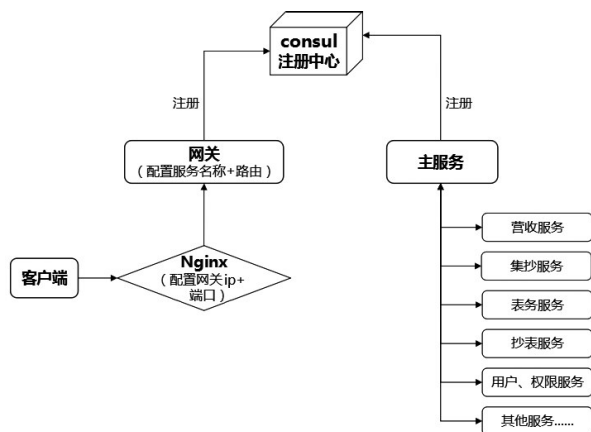 consul
注册中心
注册
注册
网关
（配置服务名称+路由）
主服务
Nginx
（配置网关ip+
端口）
客户端
营收服务
集抄服务
表务服务
抄表服务
用户、权限服务
其他服务......